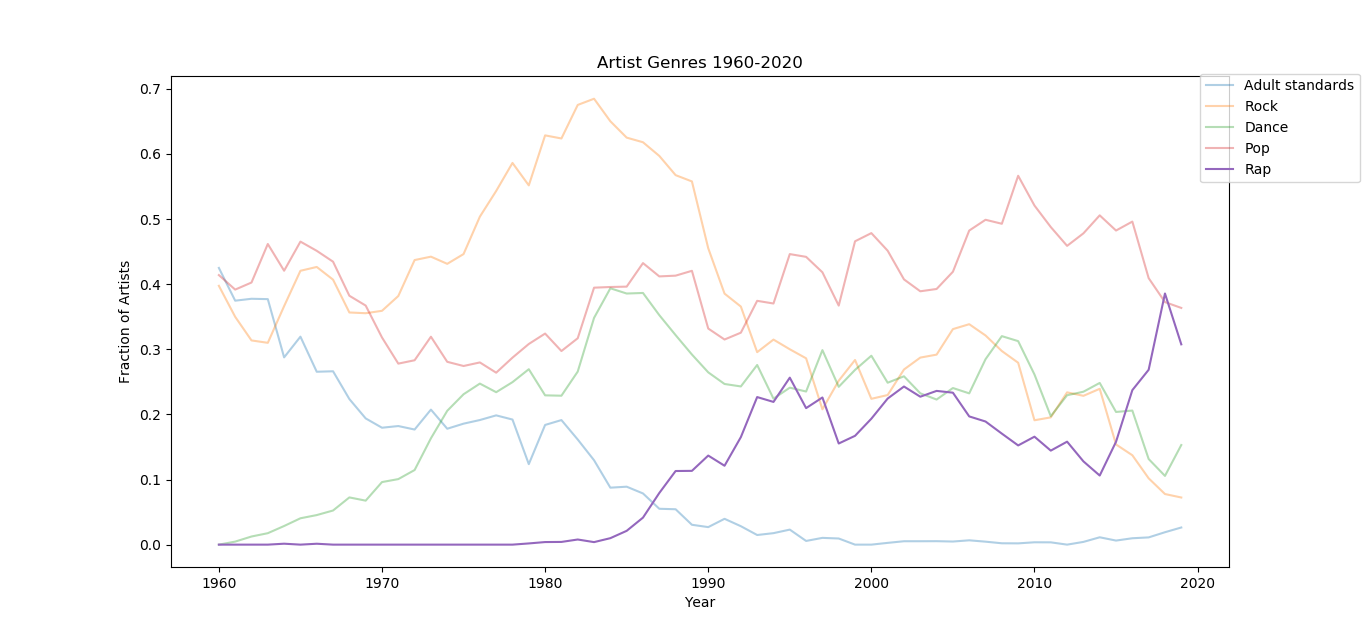 Artist Genres 1960-2020
Adult standards
Rock
Dance
Pop
Rap
Fraction of Artists
0.7
0.6
0.5
0.4
0.3
0.2
0.1
0.0
1960 1970 1980 1990 2000 2010 2020
Year